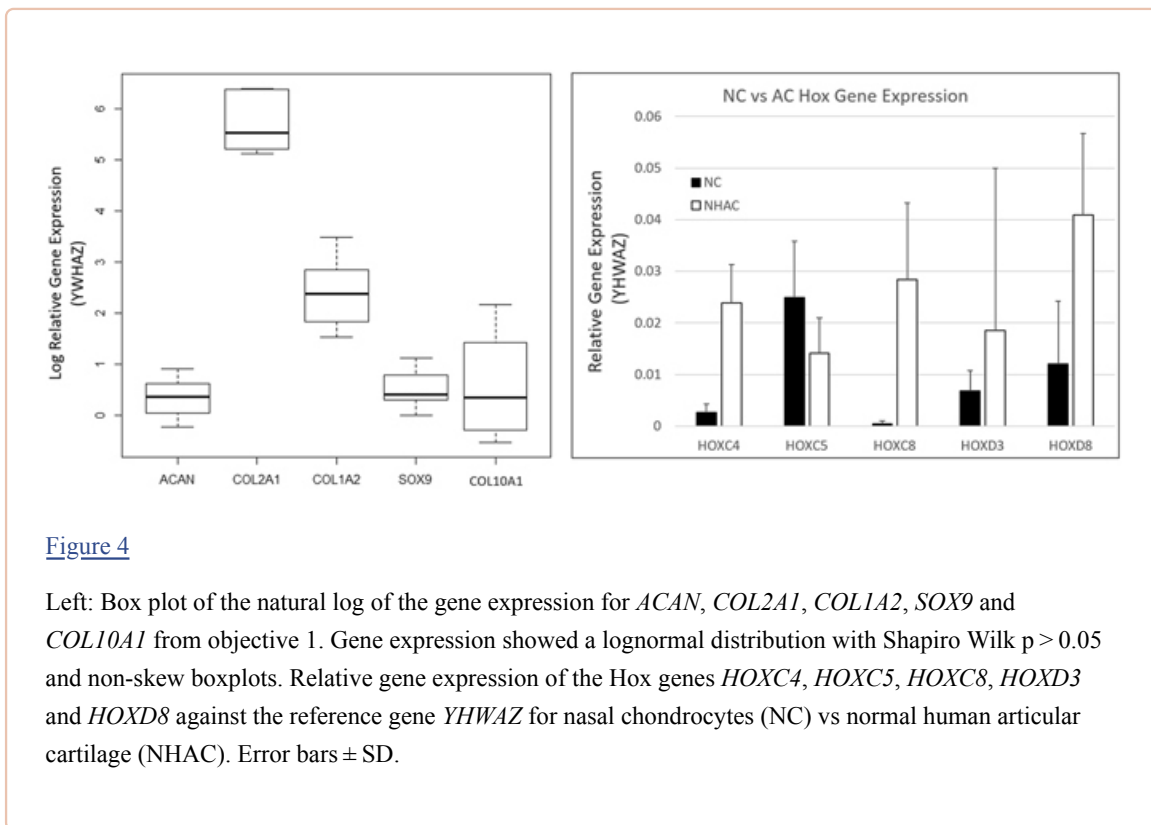 Log Relative Gene Expression
(YWHAZ)
6
5
4
3
2
1
0
ACAN COL2A1 COL1A2 SOX9 COL10A1
NC vs AC Hox Gene Expression
Relative Gene Expression
(YHWAZ)
0.06
0.05
0.04
0.03
0.02
0.01
0
NC
NHAC
HOXC4 HOXC5 HOXC8 HOXD3 HOXD8
Figure 4
Left: Box plot of the natural log of the gene expression for ACAN, COL2A1, COL1A2, SOX9 and
COL10A1 from objective 1. Gene expression showed a lognormal distribution with Shapiro Wilk p > 0.05
and non-skew boxplots. Relative gene expression of the Hox genes HOXC4, HOXC5, HOXC8, HOXD3
and HOXD8 against the reference gene YHWAZ for nasal chondrocytes (NC) vs normal human articular
cartilage (NHAC). Error bars ± SD.